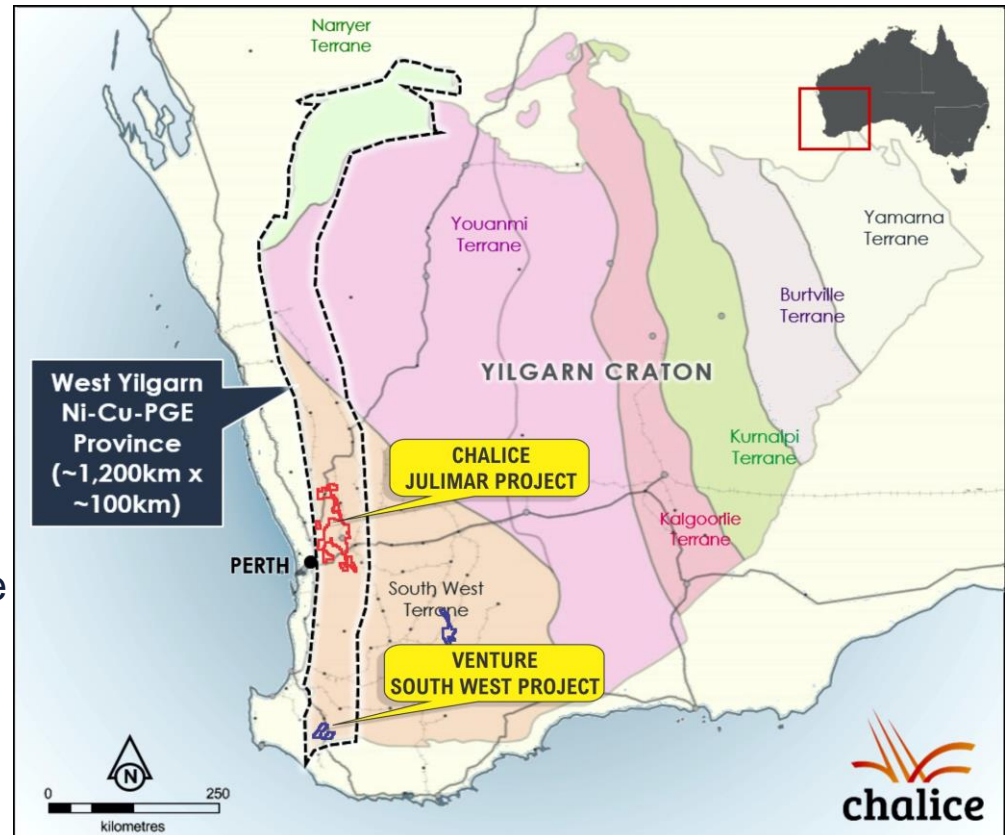 Narryer
Terrane
Youanmi
Terrane
Yamarna
Terrane
Burtville
Terrane
YILGARN CRATON
West Yilgarn
Ni-Cu-PGE
Province
(~1,200km x
~100km)
Kurnalpi
Terrane
CHALICE
JULIMAR PROJECT
Kalgoorlie
Terrane
PERTH
e
South West
Terrane
VENTURE
SOUTH WEST PROJECT
N
0 250
kilometres
chalice